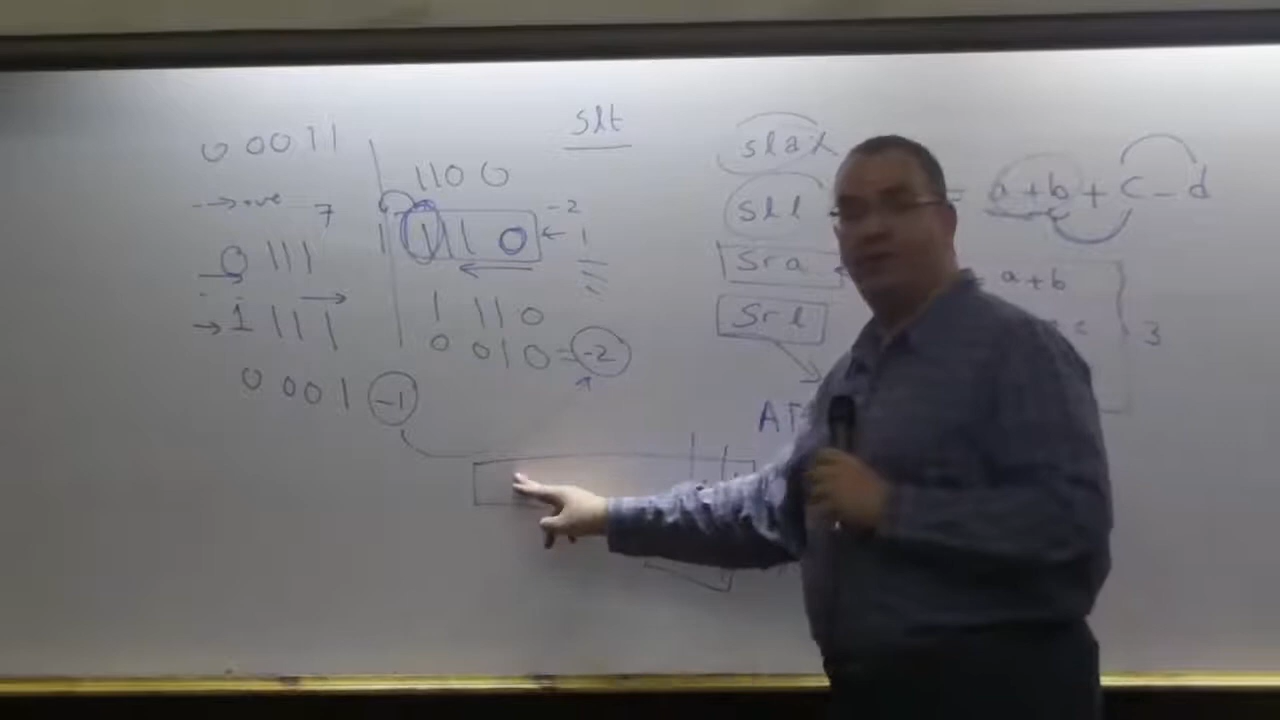 0 0 0 1 1
--> +ve 7
0 1 1 1
1 1 1 1
0 0 0 1 -1
slt
1 1 0 0
1 1 1 0 -2
1
1 1 1 0
0 0 1 0 = -2
sla x
sll
sra
srl
= a + b + c - d
a + b
3